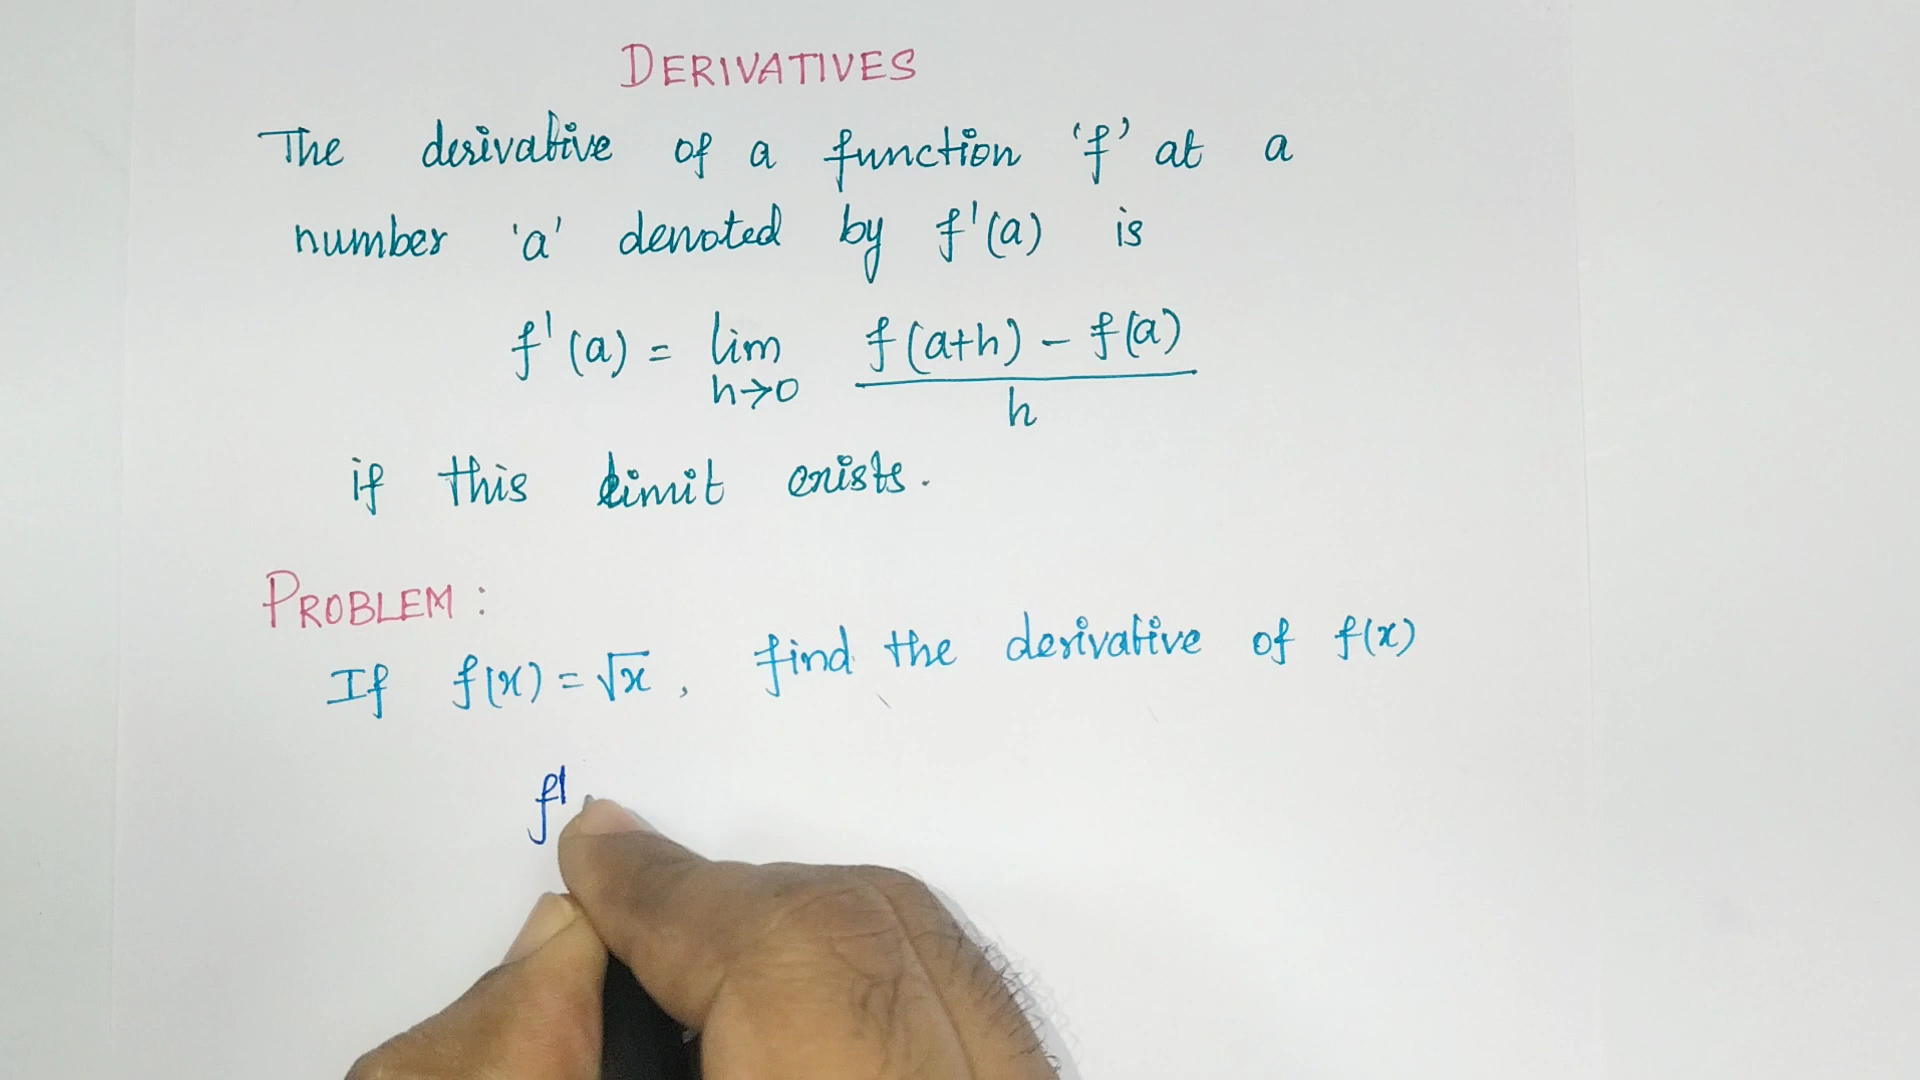 DERIVATIVES
The derivative of a function 'f' at a
number 'a' denoted by f'(a) is
f'(a) = lim h→0 f(a+h) - f(a) / h
if this limit exists.
PROBLEM :
If f(x) = √x , find the derivative of f(x)
f'